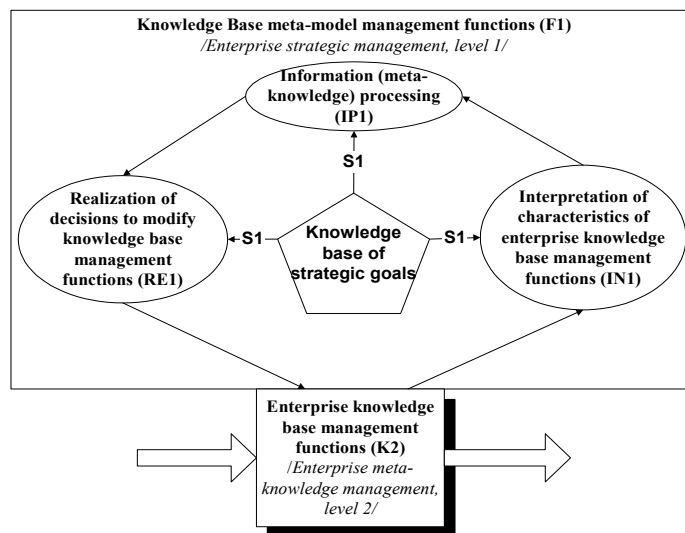 Knowledge Base meta-model management functions (F1)
/Enterprise strategic management, level 1/
Information (meta-
knowledge) processing
(IP1)
S1
Realization of
decisions to modify
knowledge base
management
functions (RE1)
S1
Knowledge
base of
strategic goals
S1
Interpretation of
characteristics of
enterprise knowledge
base management
functions (IN1)
Enterprise knowledge
base management
functions (K2)
/Enterprise meta-
knowledge management,
level 2/